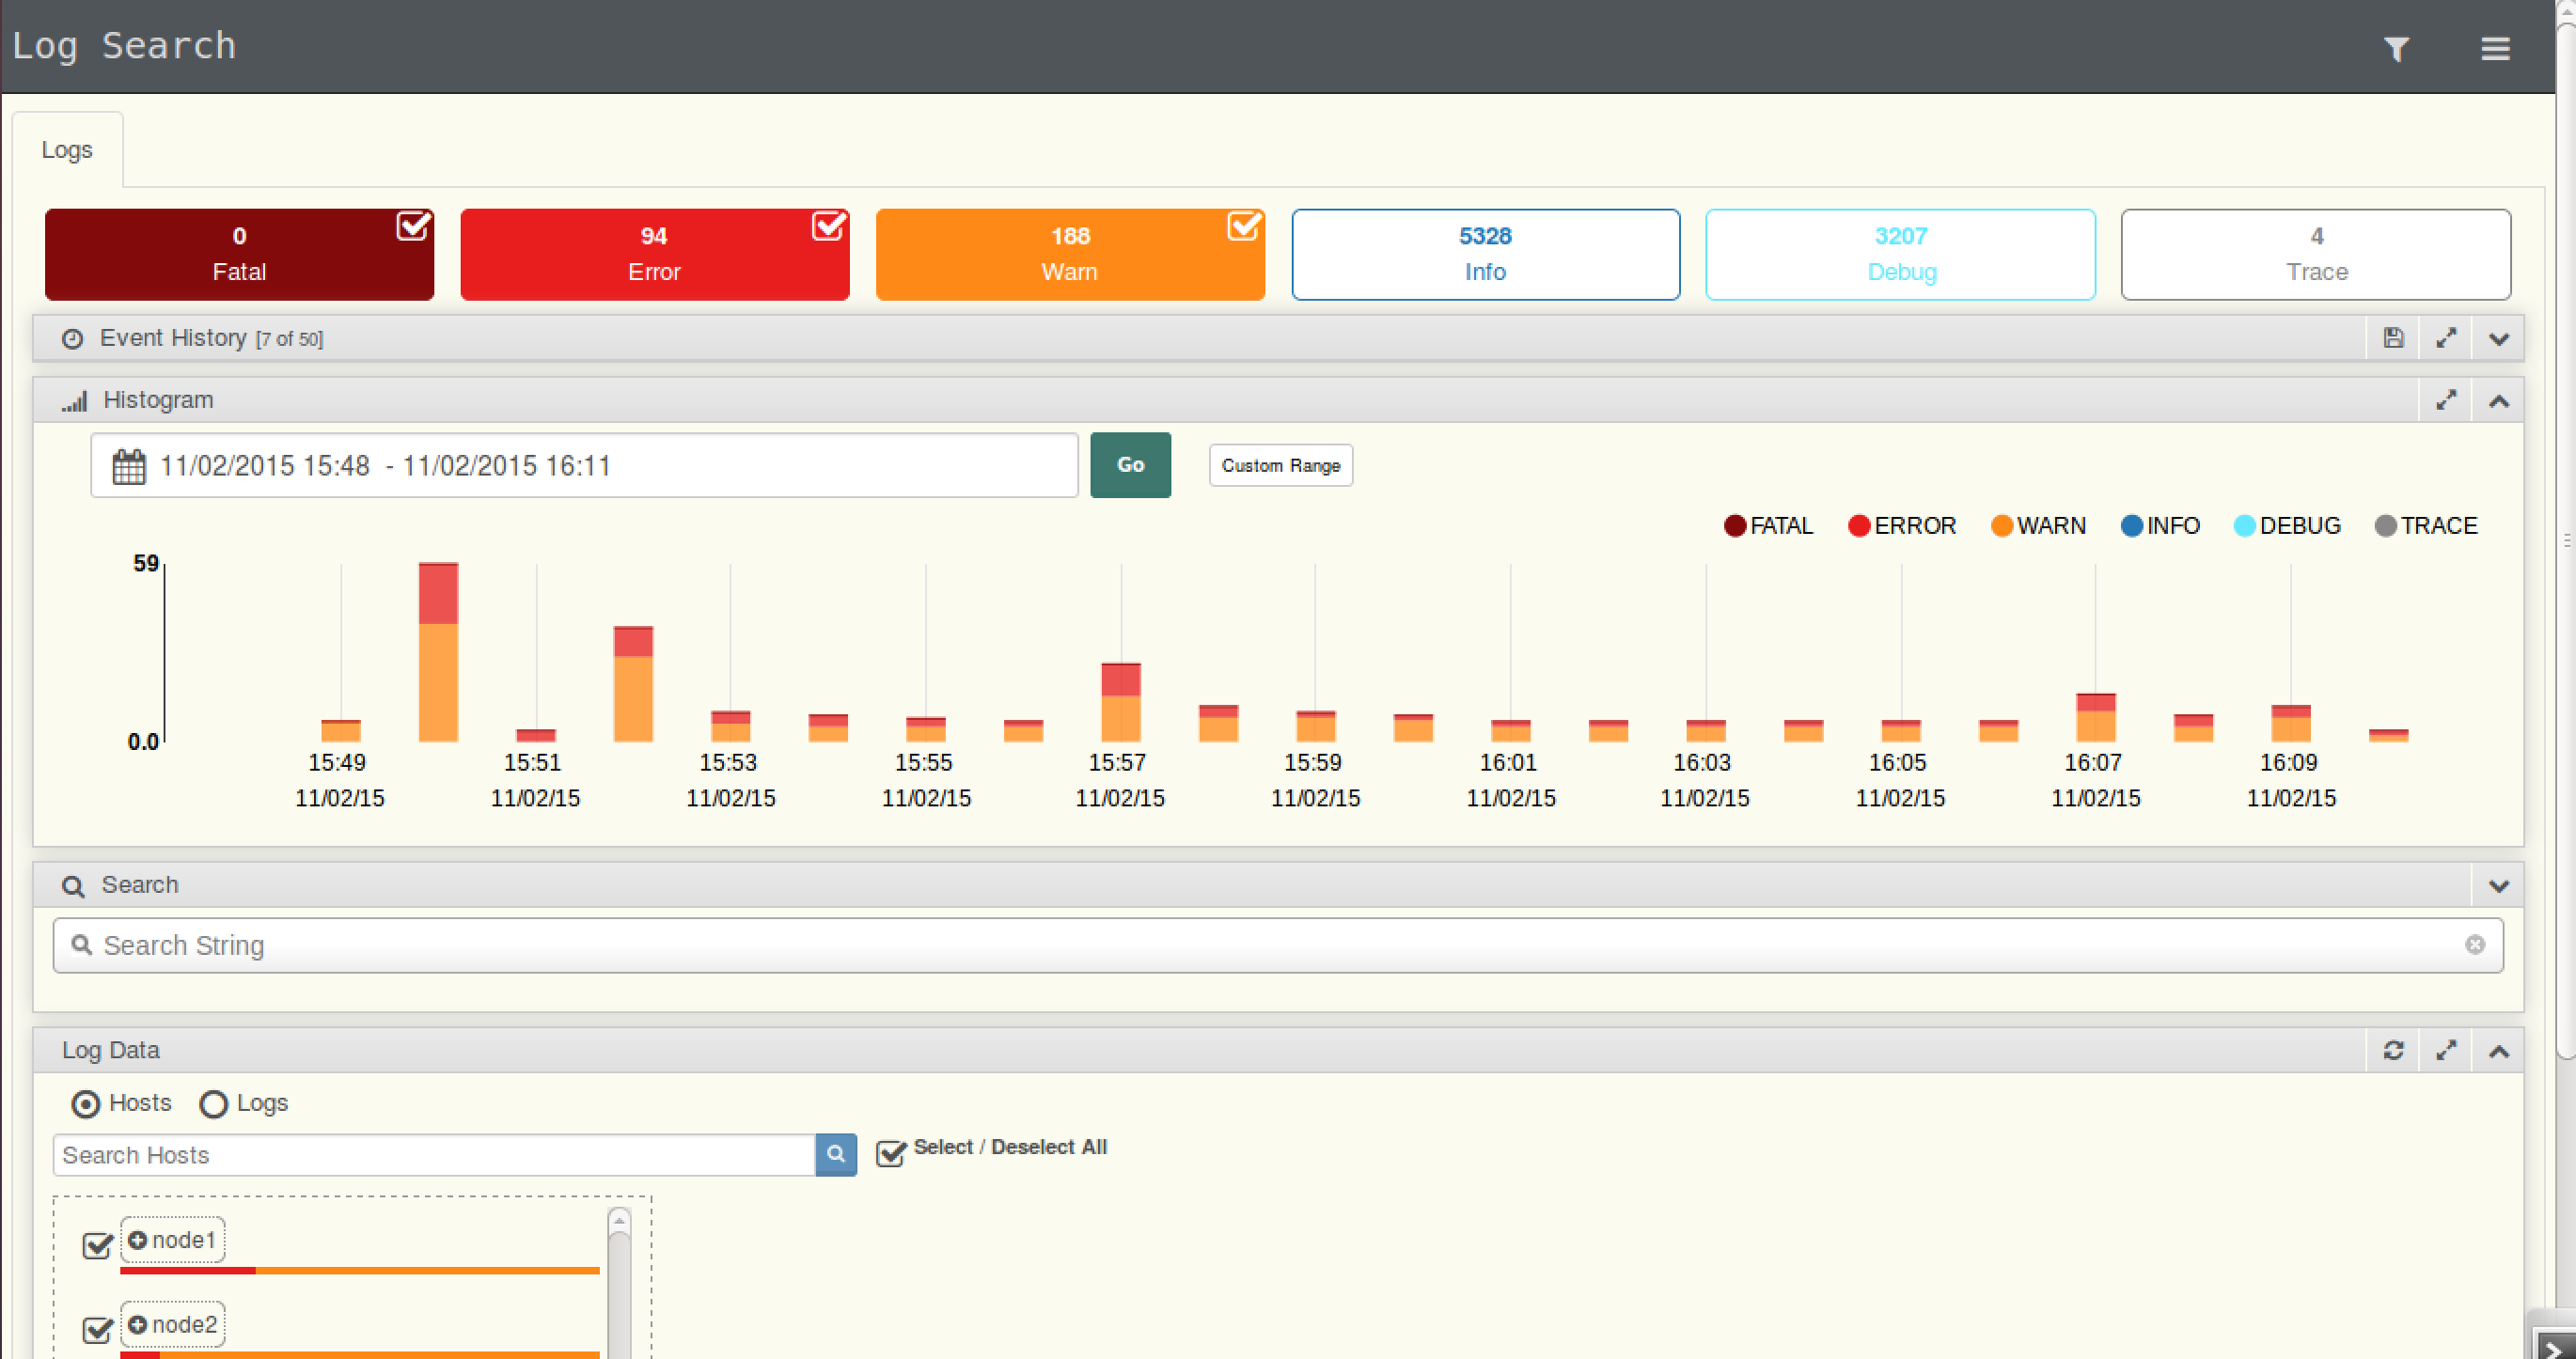 Log Search
Logs
0
Fatal
94
Error
188
Warn
5328
Info
3207
Debug
4
Trace
Event History [7 of 50]
Histogram
11/02/2015 15:48 - 11/02/2015 16:11
Go
Custom Range
FATAL ERROR WARN INFO DEBUG TRACE
59
0.0
15:49 15:51 15:53 15:55 15:57 15:59 16:01 16:03 16:05 16:07 16:09
11/02/15 11/02/15 11/02/15 11/02/15 11/02/15 11/02/15 11/02/15 11/02/15 11/02/15 11/02/15 11/02/15
Search
Search String
Log Data
Hosts Logs
Search Hosts
Select / Deselect All
node1
node2